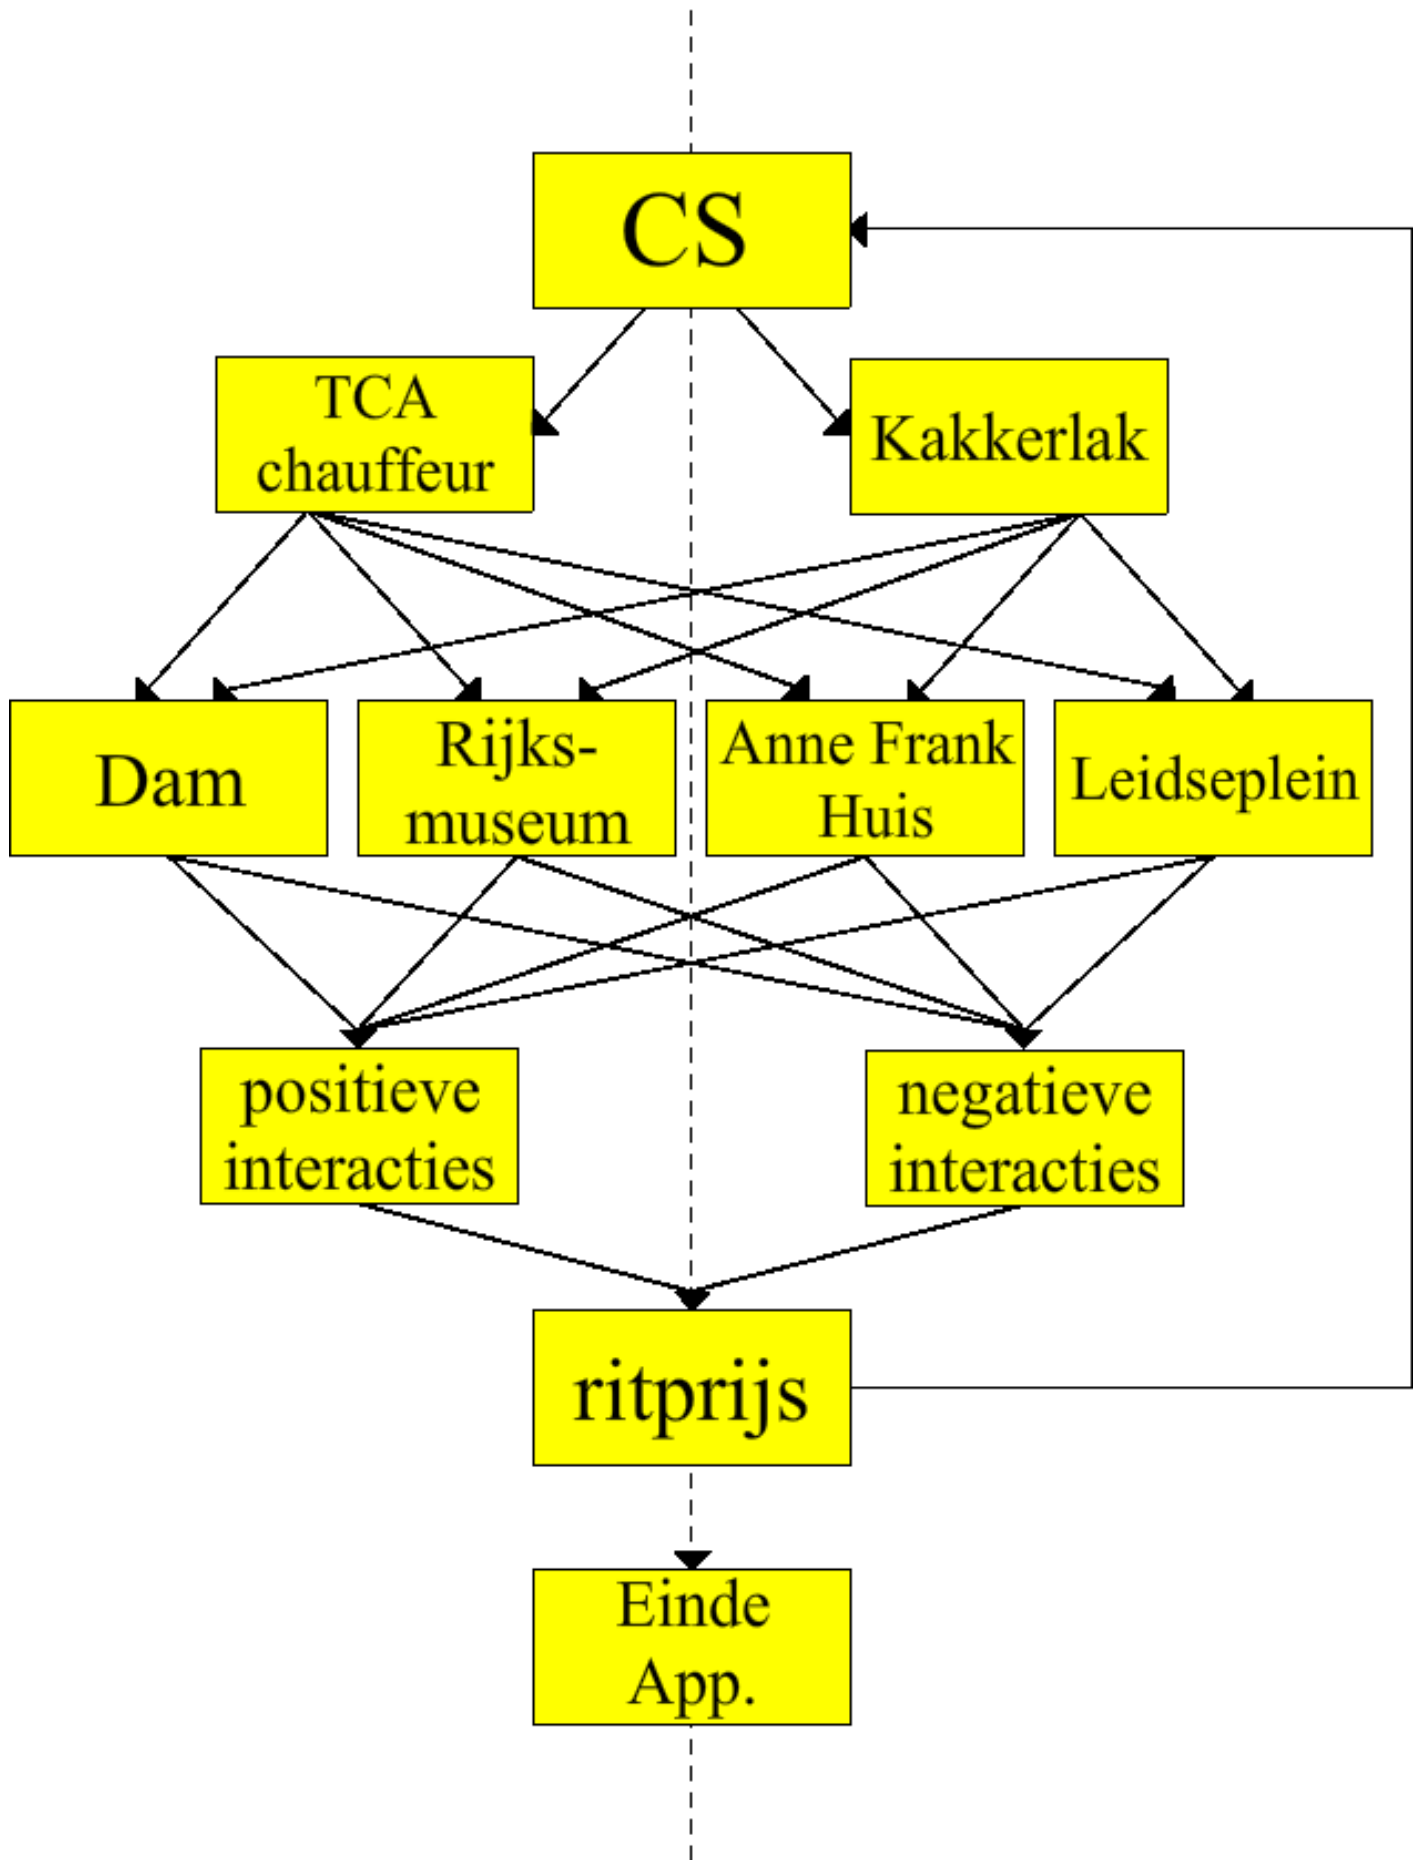 CS
TCA
chauffeur
Kakkerlak
Dam
Rijks-
museum
Anne Frank
Huis
Leidseplein
positieve
interacties
negatieve
interacties
ritprijs
Einde
App.